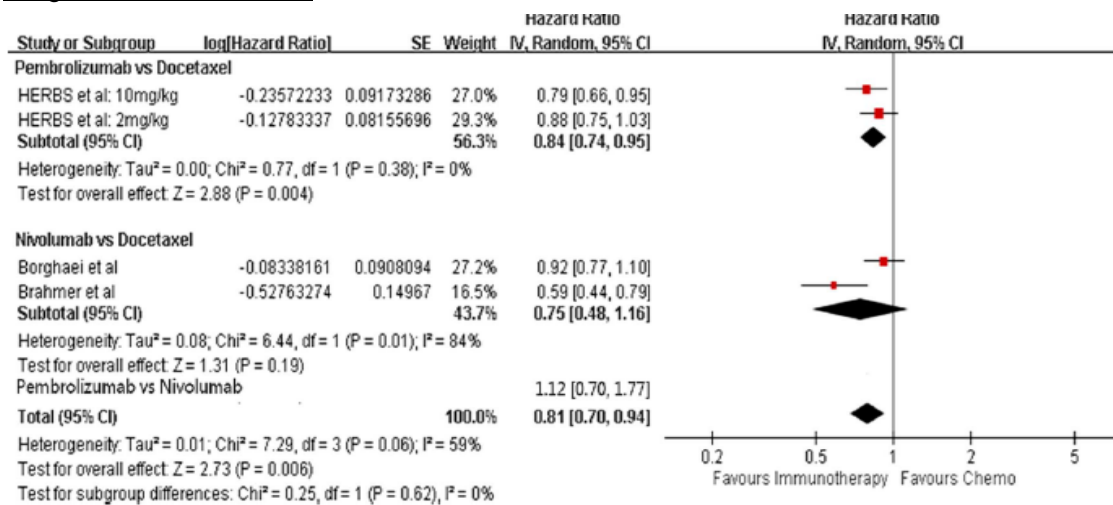 Hazard Ratio Hazard Ratio
Study or Subgroup log[Hazard Ratio] SE Weight IV, Random, 95% CI IV, Random, 95% CI
Pembrolizumab vs Docetaxel
HERBS et al: 10mg/kg -0.23572233 0.09173286 27.0% 0.79 [0.66, 0.95]
HERBS et al: 2mg/kg -0.12783337 0.08155696 29.3% 0.88 [0.75, 1.03]
Subtotal (95% CI) 56.3% 0.84 [0.74, 0.95]
Heterogeneity: Tau² = 0.00; Chi² = 0.77, df = 1 (P = 0.38); I² = 0%
Test for overall effect: Z = 2.88 (P = 0.004)
Nivolumab vs Docetaxel
Borghaei et al -0.08338161 0.0908094 27.2% 0.92 [0.77, 1.10]
Brahmer et al -0.52763274 0.14967 16.5% 0.59 [0.44, 0.79]
Subtotal (95% CI) 43.7% 0.75 [0.48, 1.16]
Heterogeneity: Tau² = 0.08; Chi² = 6.44, df = 1 (P = 0.01); I² = 84%
Test for overall effect: Z = 1.31 (P = 0.19)
Pembrolizumab vs Nivolumab 1.12 [0.70, 1.77]
Total (95% CI) 100.0% 0.81 [0.70, 0.94]
Heterogeneity: Tau² = 0.01; Chi² = 7.29, df = 3 (P = 0.06); I² = 59%
Test for overall effect: Z = 2.73 (P = 0.006)
Test for subgroup differences: Chi² = 0.25, df = 1 (P = 0.62), I² = 0%
0.2 0.5 1 2 5
Favours Immunotherapy Favours Chemo